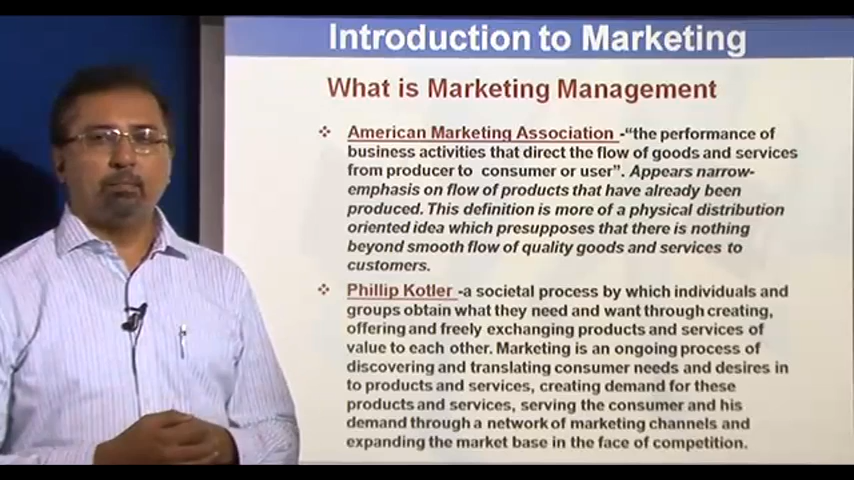 Introduction to Marketing
What is Marketing Management
American Marketing Association -“the performance of
business activities that direct the flow of goods and services
from producer to consumer or user”. Appears narrow-
emphasis on flow of products that have already been
produced. This definition is more of a physical distribution
oriented idea which presupposes that there is nothing
beyond smooth flow of quality goods and services to
customers.
Phillip Kotler -a societal process by which individuals and
groups obtain what they need and want through creating,
offering and freely exchanging products and services of
value to each other. Marketing is an ongoing process of
discovering and translating consumer needs and desires in
to products and services, creating demand for these
products and services, serving the consumer and his
demand through a network of marketing channels and
expanding the market base in the face of competition.